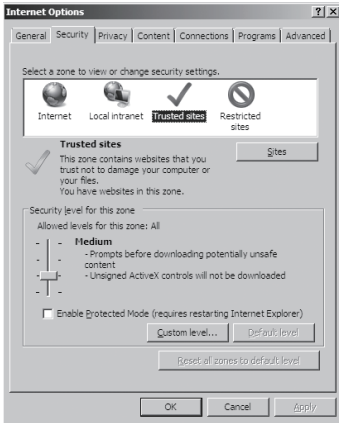 Internet Options
General Security Privacy Content Connections Programs Advanced
Select a zone to view or change security settings.
Internet Local intranet Trusted sites Restricted sites
Trusted sites
Sites
This zone contains websites that you
trust not to damage your computer or
your files.
You have websites in this zone.
Security level for this zone
Allowed levels for this zone: All
Medium
- Prompts before downloading potentially unsafe
content
- Unsigned ActiveX controls will not be downloaded
Enable Protected Mode (requires restarting Internet Explorer)
Custom level... Default level
Reset all zones to default level
OK Cancel Apply